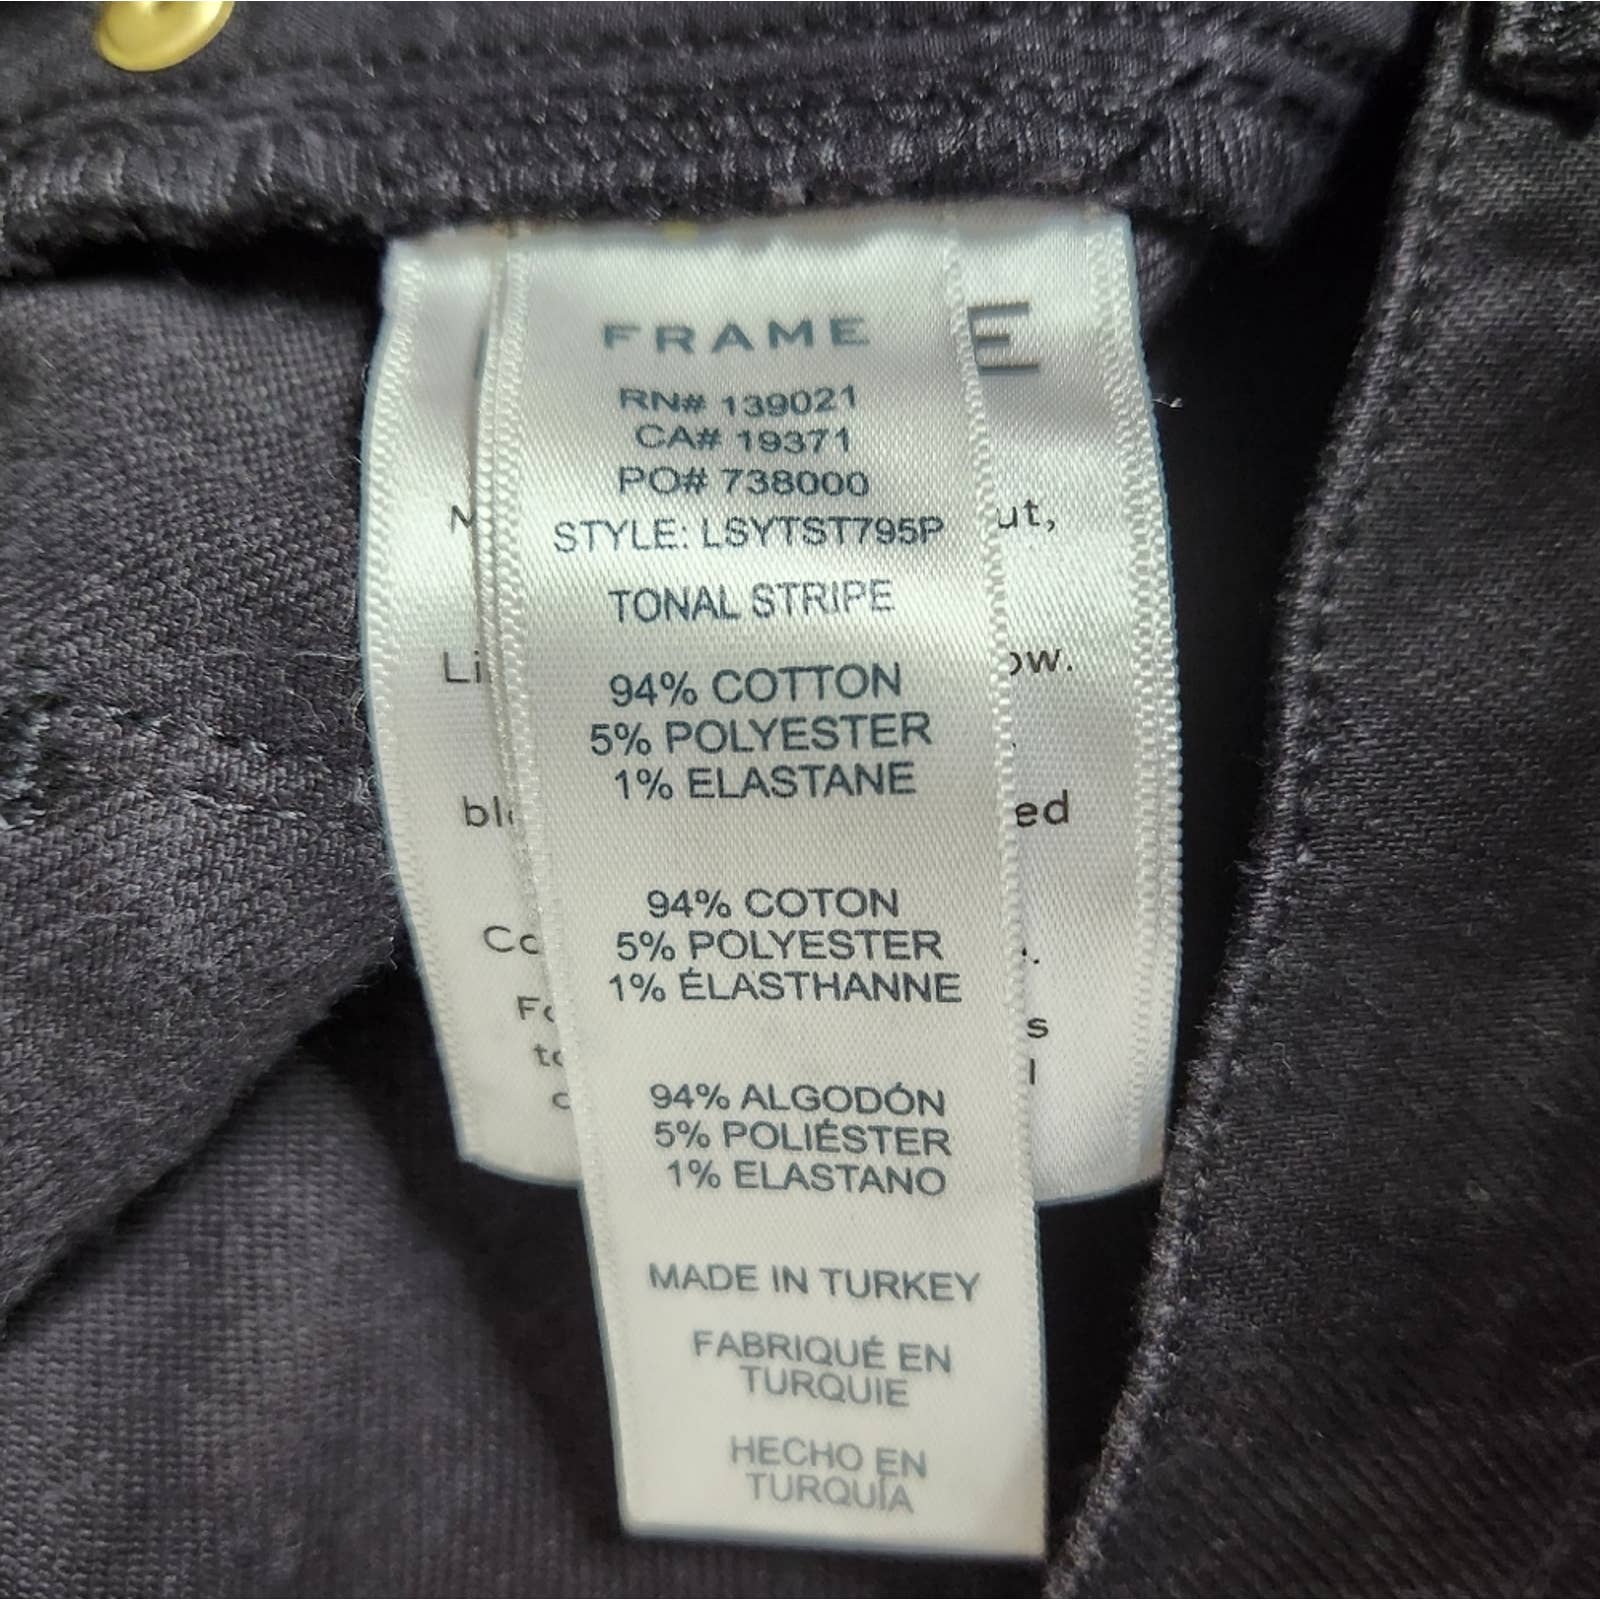 FRAME
RN# 139021
CA# 19371
PO# 738000
STYLE: LSYTST795P
TONAL STRIPE
94% COTTON
5% POLYESTER
1% ELASTANE
94% COTON
5% POLYESTER
1% ÉLASTHANNE
94% ALGODÓN
5% POLIÉSTER
1% ELASTANO
MADE IN TURKEY
FABRIQUÉ EN
TURQUIE
HECHO EN
TURQUÍA